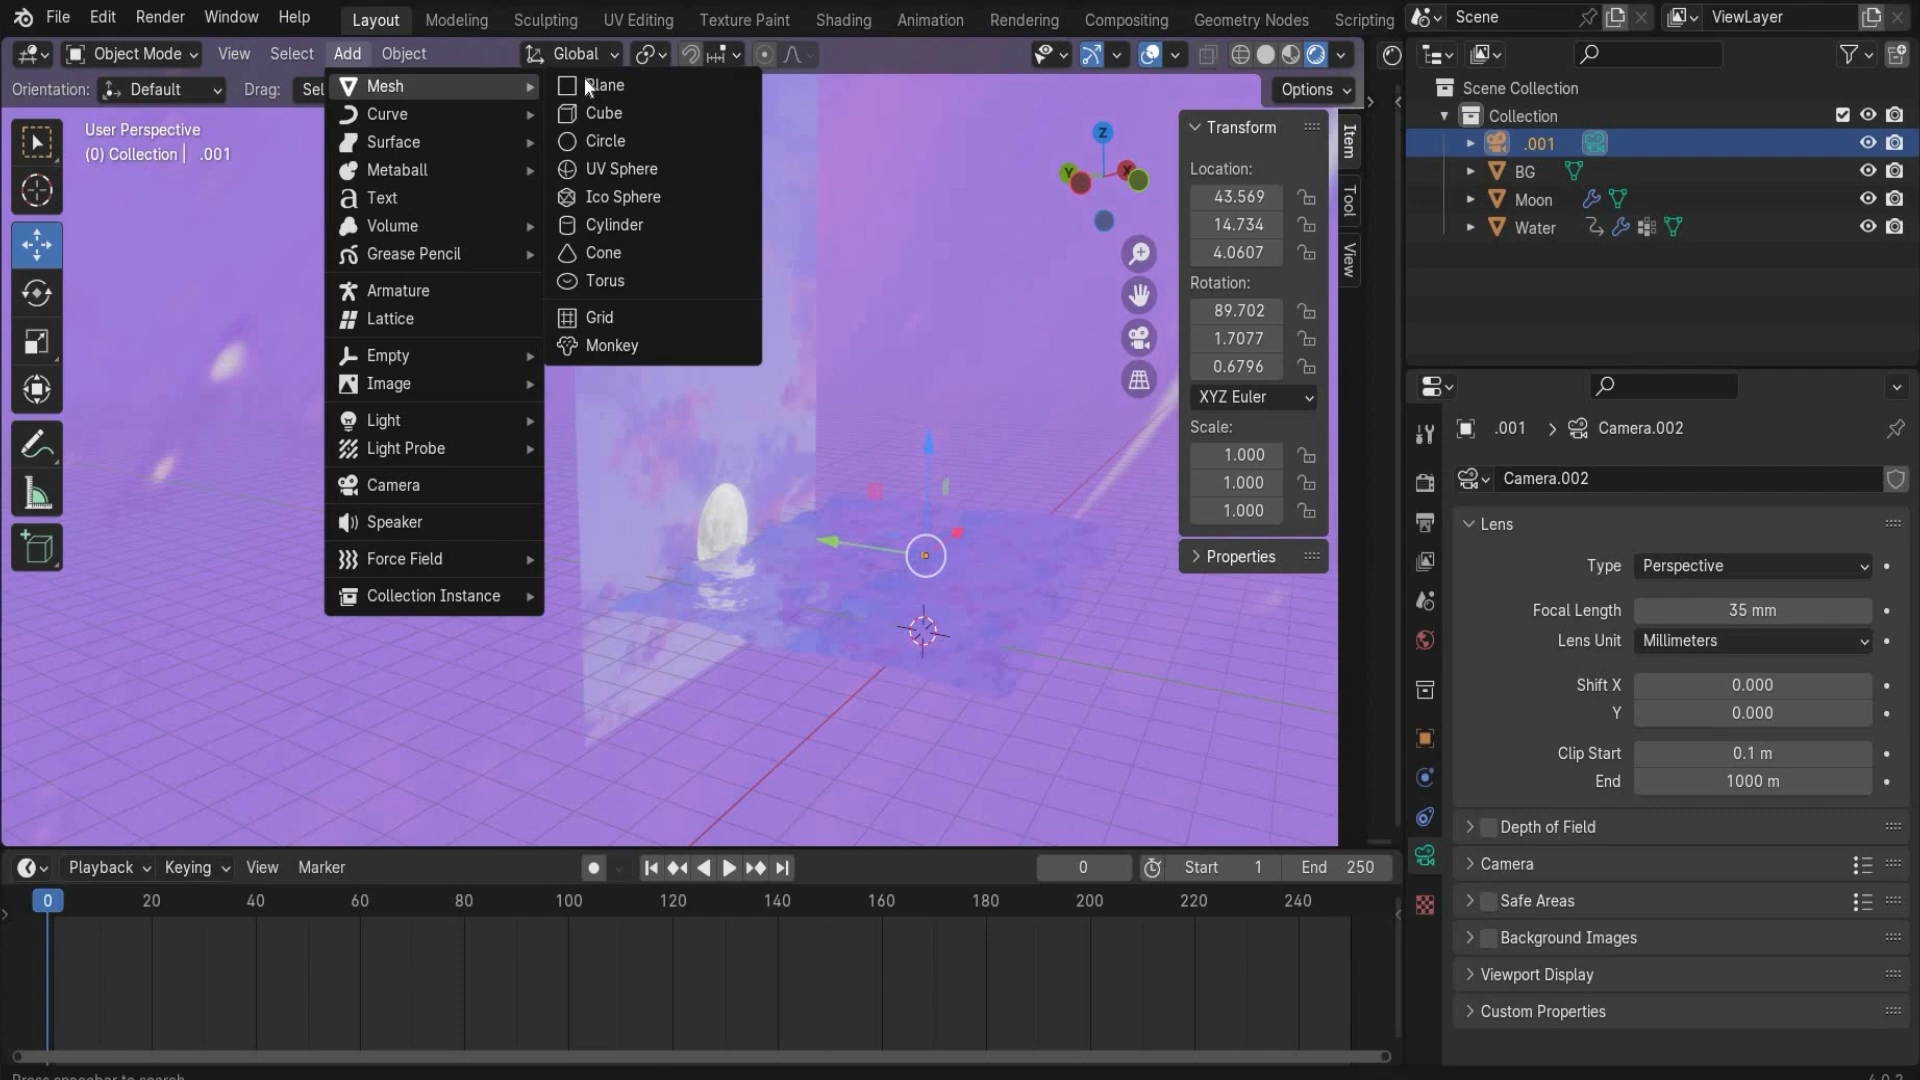 File Edit Render Window Help Layout Modeling Sculpting UV Editing Texture Paint Shading Animation Rendering Compositing Geometry Nodes Scripting Scene ViewLayer
Object Mode View Select Add Object Global
Orientation: Default Drag: Sel Options
User Perspective
(0) Collection | .001
Mesh
Curve
Surface
Metaball
Text
Volume
Grease Pencil
Armature
Lattice
Empty
Image
Light
Light Probe
Camera
Speaker
Force Field
Collection Instance
Plane
Cube
Circle
UV Sphere
Ico Sphere
Cylinder
Cone
Torus
Grid
Monkey
Z
Y X
Transform
Location:
43.569
14.734
4.0607
Rotation:
89.702
1.7077
0.6796
XYZ Euler
Scale:
1.000
1.000
1.000
Properties
Item
Tool
View
Scene Collection
Collection
.001
BG
Moon
Water
.001 Camera.002
Camera.002
Lens
Type Perspective
Focal Length 35 mm
Lens Unit Millimeters
Shift X 0.000
Y 0.000
Clip Start 0.1 m
End 1000 m
Depth of Field
Camera
Safe Areas
Background Images
Viewport Display
Custom Properties
Playback Keying View Marker 0 Start 1 End 250
0 20 40 60 80 100 120 140 160 180 200 220 240
Press spacebar to search